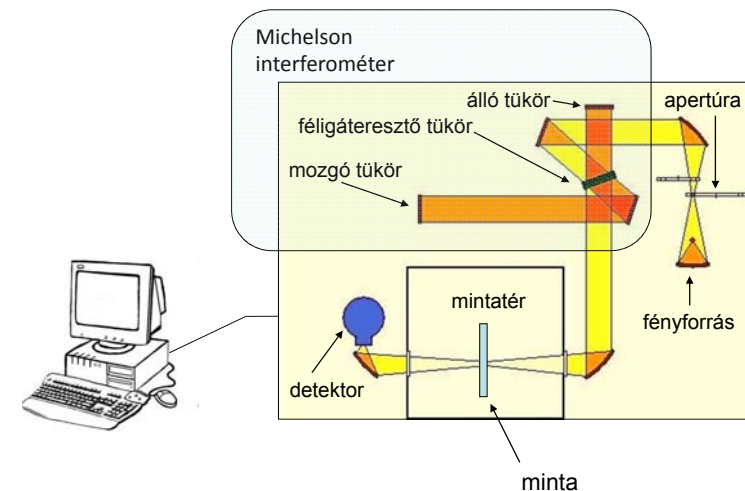 Michelson
interferométer
álló tükör
apertúra
féligáteresztő tükör
mozgó tükör
mintatér
fényforrás
detektor
minta